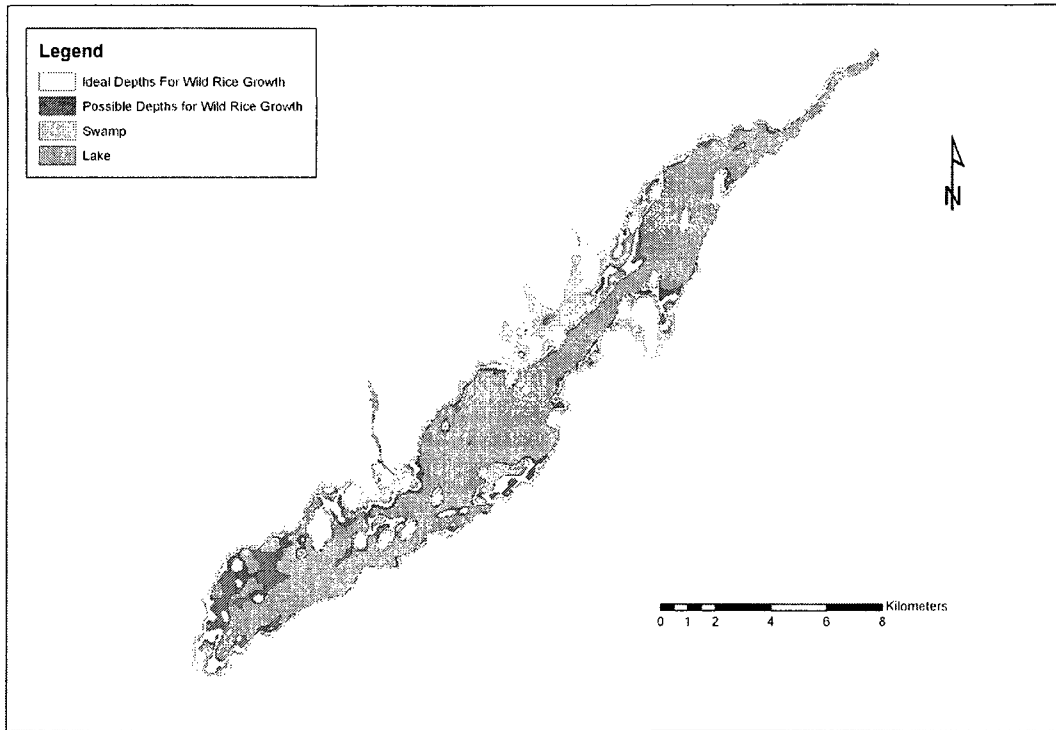 Legend
Ideal Depths For Wild Rice Growth
Possible Depths for Wild Rice Growth
Swamp
Lake
N
Kilometers
0 1 2 4 6 8